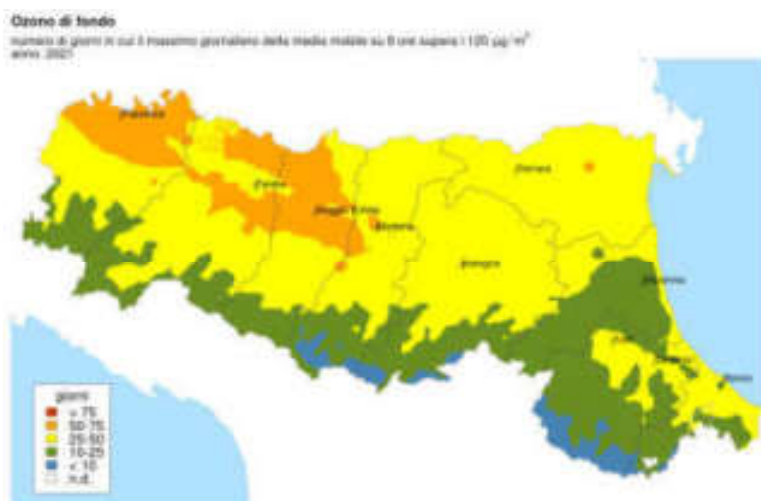 Ozono di fondo
numero di giorni in cui il massimo giornaliero della media mobile su 8 ore supera i 120 µg/m³
anno: 2021
Piacenza
Parma
Ferrara
Reggio Emilia
Modena
Bologna
Ravenna
Rimini
giorni
> 75
50-75
25-50
10-25
< 10
n.d.